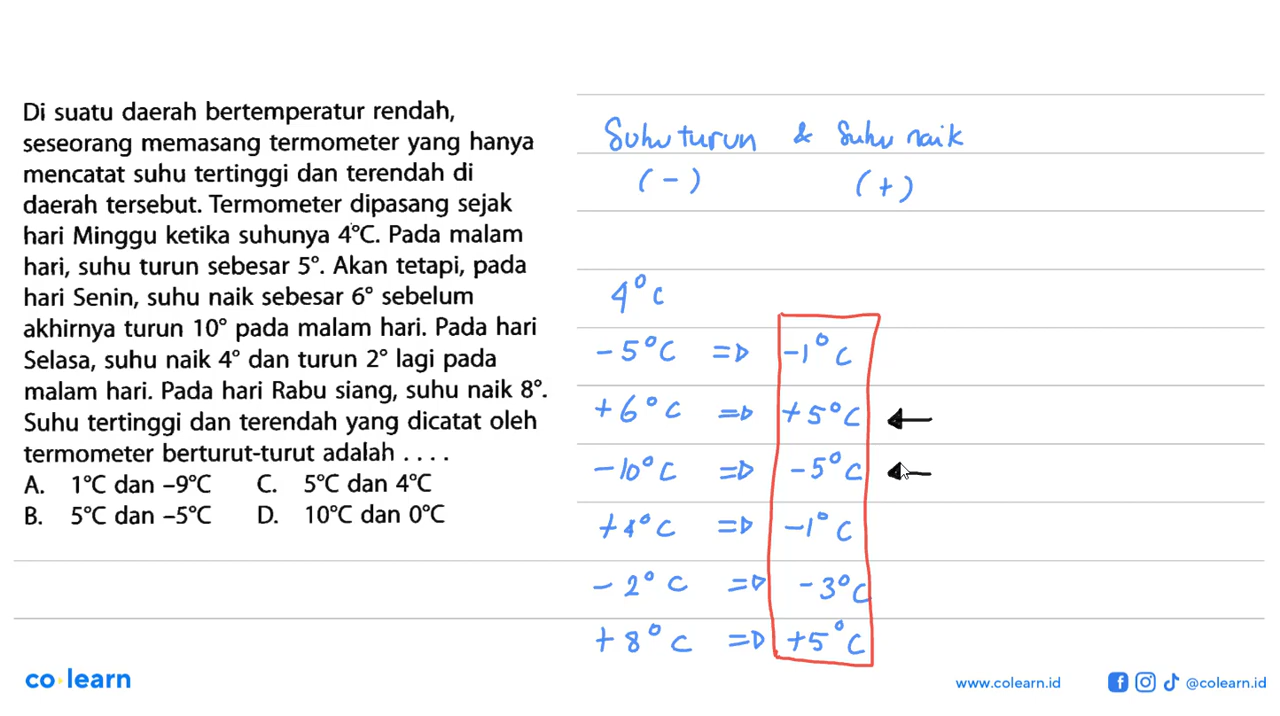 Di suatu daerah bertemperatur rendah,
seseorang memasang termometer yang hanya
mencatat suhu tertinggi dan terendah di
daerah tersebut. Termometer dipasang sejak
hari Minggu ketika suhunya 4°C. Pada malam
hari, suhu turun sebesar 5°. Akan tetapi, pada
hari Senin, suhu naik sebesar 6° sebelum
akhirnya turun 10° pada malam hari. Pada hari
Selasa, suhu naik 4° dan turun 2° lagi pada
malam hari. Pada hari Rabu siang, suhu naik 8°.
Suhu tertinggi dan terendah yang dicatat oleh
termometer berturut-turut adalah . . . .
A. 1°C dan –9°C C. 5°C dan 4°C
B. 5°C dan –5°C D. 10°C dan 0°C
Suhu turun & Suhu naik
(-) (+)
4°C
-5°C => -1°C
+6°C => +5°C ←
-10°C => -5°C ←
+4°C => -1°C
-2°C => -3°C
+8°C => +5°C
co·learn
www.colearn.id @colearn.id